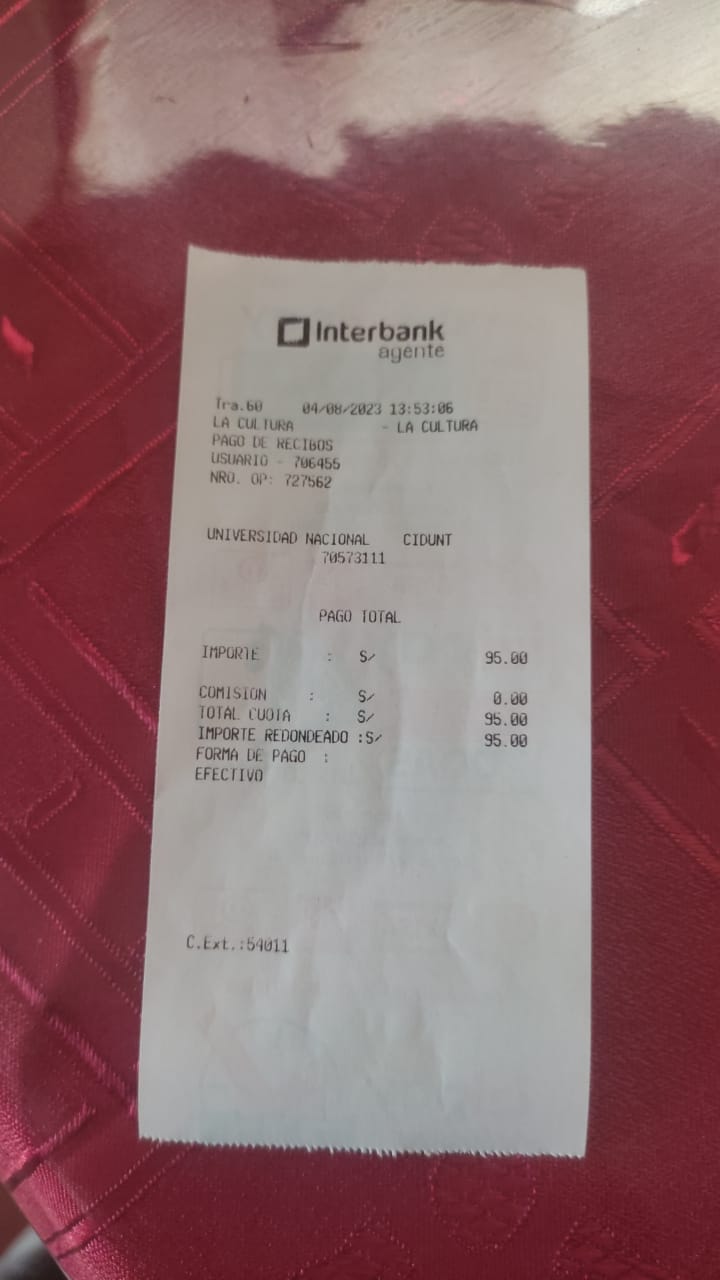 Interbank
agente
Tra.60 04/08/2023 13:53:06
LA CULTURA - LA CULTURA
PAGO DE RECIBOS
USUARIO - 706455
NRO. OP: 727562
UNIVERSIDAD NACIONAL CIDUNT
70573111
PAGO TOTAL
IMPORTE : S/ 95.00
COMISION : S/ 0.00
TOTAL CUOTA : S/ 95.00
IMPORTE REDONDEADO :S/ 95.00
FORMA DE PAGO :
EFECTIVO
C.Ext.:54011